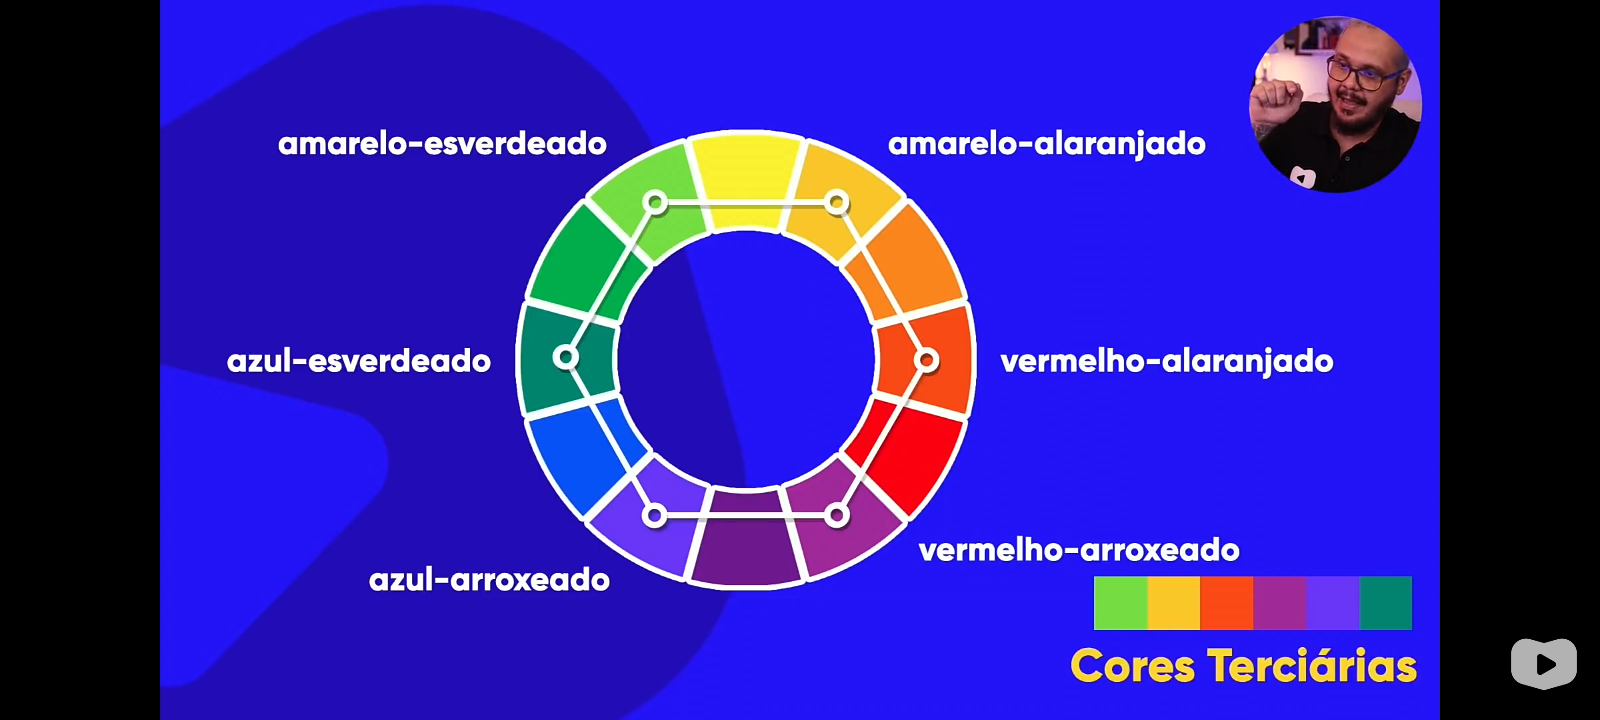 amarelo-esverdeado
amarelo-alaranjado
azul-esverdeado
vermelho-alaranjado
vermelho-arroxeado
azul-arroxeado
Cores Terciárias